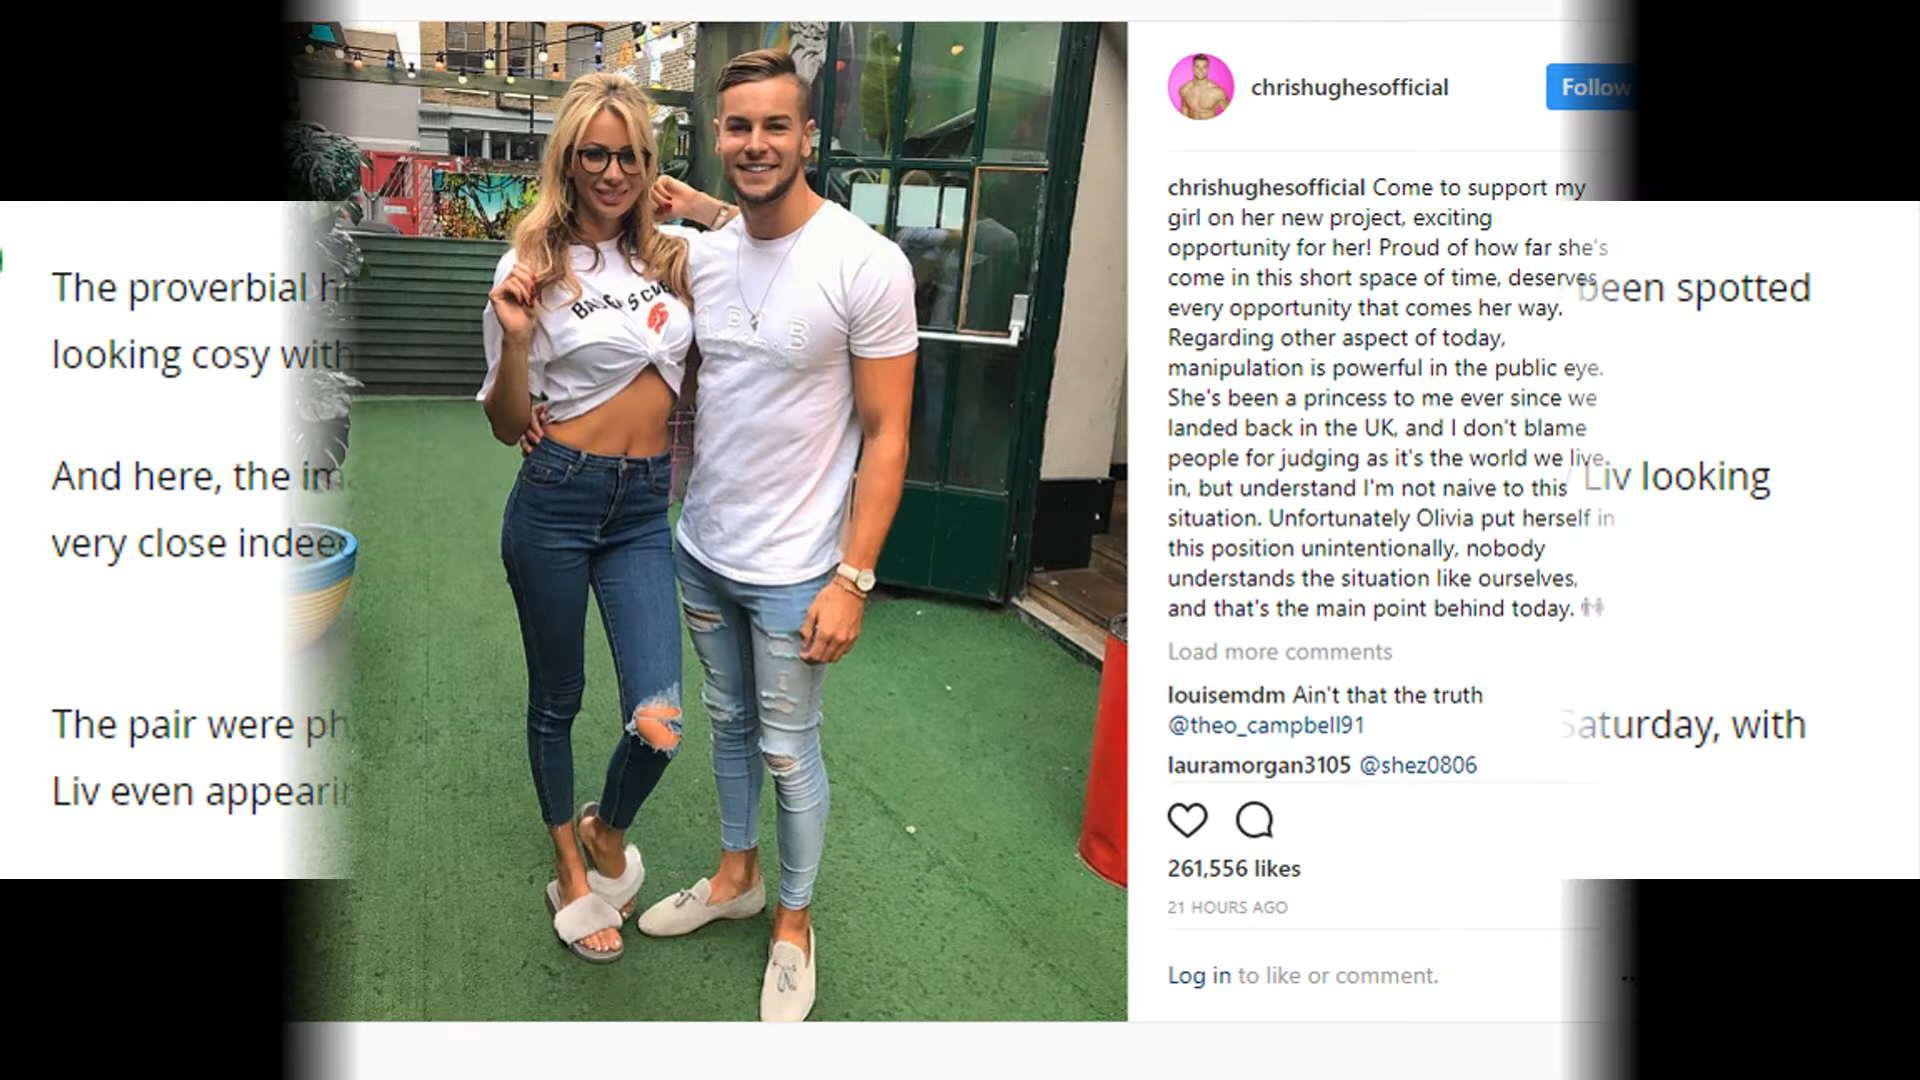 chrishughesofficial
Follow
chrishughesofficial Come to support my
girl on her new project, exciting
opportunity for her! Proud of how far she's
come in this short space of time, deserves
every opportunity that comes her way.
Regarding other aspect of today,
manipulation is powerful in the public eye.
She's been a princess to me ever since we
landed back in the UK, and I don't blame
people for judging as it's the world we live
in, but understand I'm not naive to this
situation. Unfortunately Olivia put herself in
this position unintentionally, nobody
understands the situation like ourselves,
and that's the main point behind today.
Load more comments
louisemdm Ain't that the truth
@theo_campbell91
lauramorgan3105 @shez0806
261,556 likes
21 HOURS AGO
Log in to like or comment.
The proverbial
been spotted
looking cosy with
And here, the
Liv looking
very close indeed
The pair were
Saturday, with
Liv even